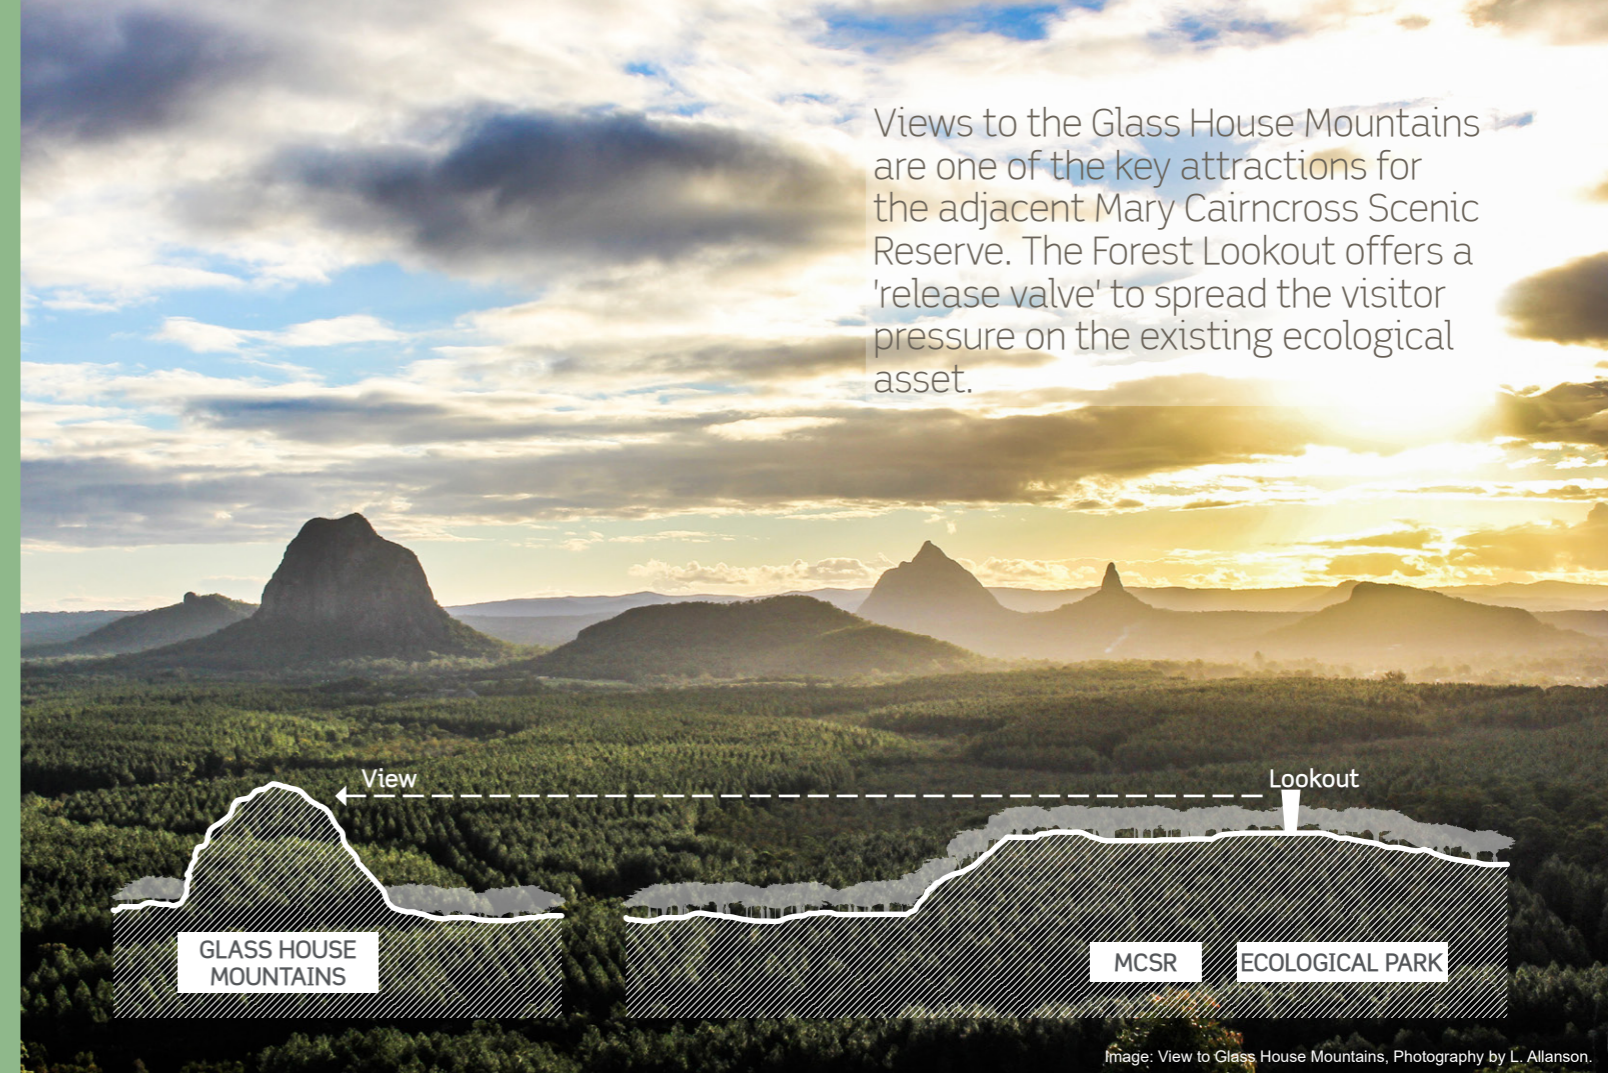 Views to the Glass House Mountains
are one of the key attractions for
the adjacent Mary Cairncross Scenic
Reserve. The Forest Lookout offers a
'release valve' to spread the visitor
pressure on the existing ecological
asset.
View
Lookout
GLASS HOUSE
MOUNTAINS
MCSR
ECOLOGICAL PARK
Image: View to Glass House Mountains, Photography by L. Allanson.